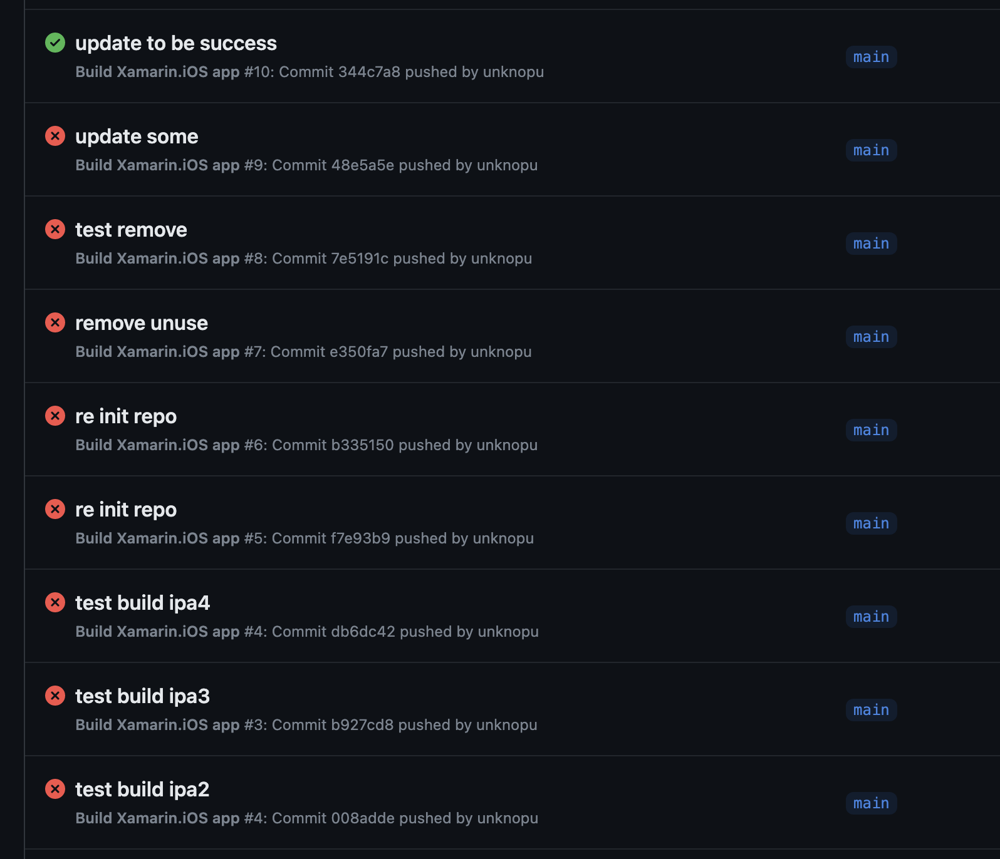 update to be success
Build Xamarin.iOS app #10: Commit 344c7a8 pushed by unknopu
main
update some
Build Xamarin.iOS app #9: Commit 48e5a5e pushed by unknopu
main
test remove
Build Xamarin.iOS app #8: Commit 7e5191c pushed by unknopu
main
remove unuse
Build Xamarin.iOS app #7: Commit e350fa7 pushed by unknopu
main
re init repo
Build Xamarin.iOS app #6: Commit b335150 pushed by unknopu
main
re init repo
Build Xamarin.iOS app #5: Commit f7e93b9 pushed by unknopu
main
test build ipa4
Build Xamarin.iOS app #4: Commit db6dc42 pushed by unknopu
main
test build ipa3
Build Xamarin.iOS app #3: Commit b927cd8 pushed by unknopu
main
test build ipa2
Build Xamarin.iOS app #4: Commit 008adde pushed by unknopu
main